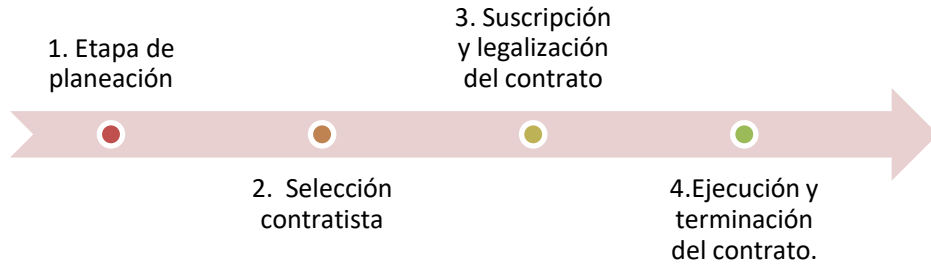 1. Etapa de
planeación
2. Selección
contratista
3. Suscripción
y legalización
del contrato
4.Ejecución y
terminación
del contrato.